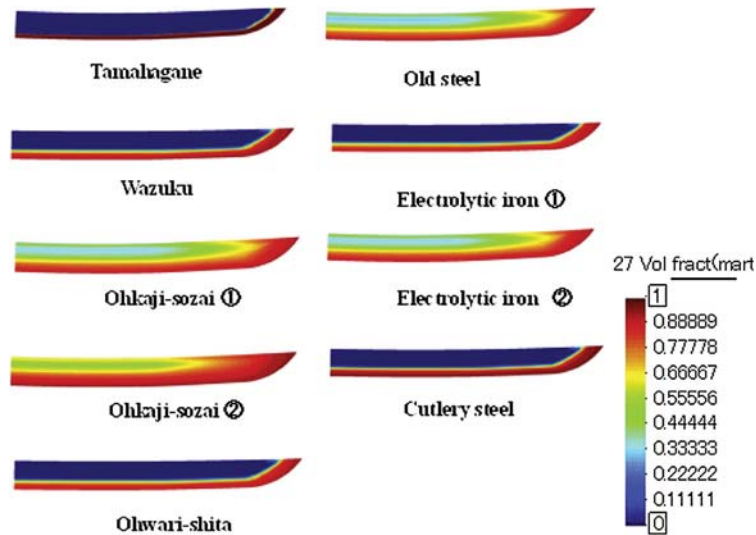 Tamahagane
Old steel
Wazuku
Electrolytic iron ①
Ohkaji-sozai ①
Electrolytic iron ②
Ohkaji-sozai ②
Cutlery steel
Ohwari-shita
27 Vol fract(mart
1
0.88889
0.77778
0.66667
0.55556
0.44444
0.33333
0.22222
0.11111
0